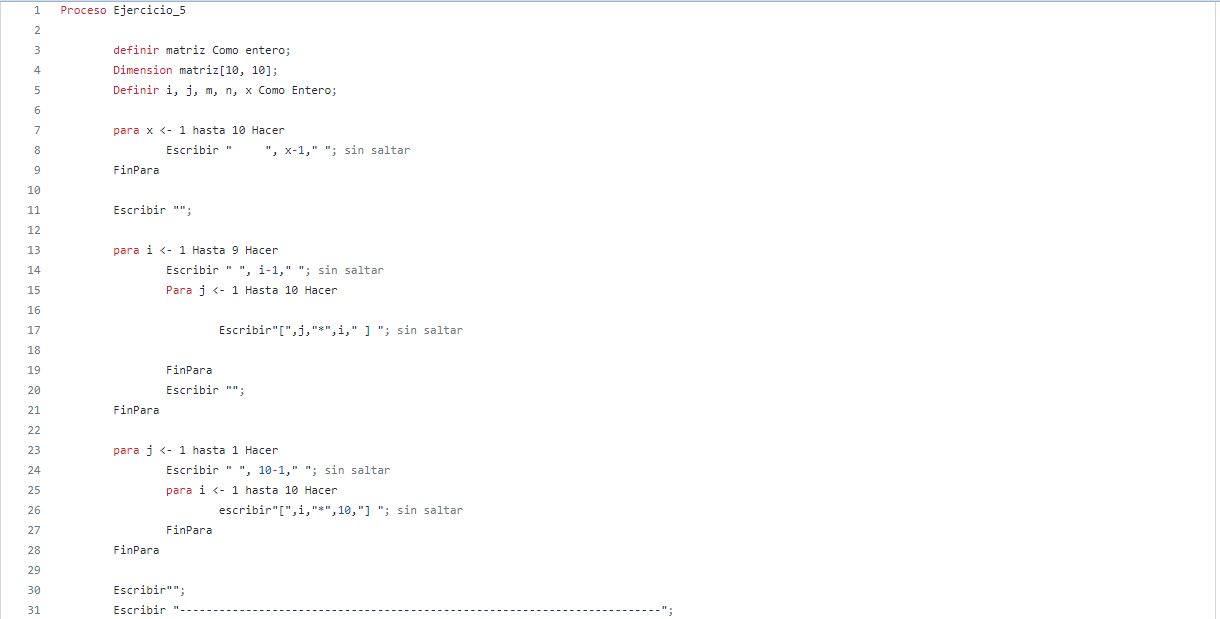 1 Proceso Ejercicio_5
2
3 definir matriz Como entero;
4 Dimension matriz[10, 10];
5 Definir i, j, m, n, x Como Entero;
6
7 para x <- 1 hasta 10 Hacer
8 Escribir "     ", x-1," "; sin saltar
9 FinPara
10
11 Escribir "";
12
13 para i <- 1 Hasta 9 Hacer
14 Escribir " ", i-1," "; sin saltar
15 Para j <- 1 Hasta 10 Hacer
16
17 Escribir"[",j,"*",i," ] "; sin saltar
18
19 FinPara
20 Escribir "";
21 FinPara
22
23 para j <- 1 hasta 1 Hacer
24 Escribir " ", 10-1," "; sin saltar
25 para i <- 1 hasta 10 Hacer
26 escribir"[",i,"*",10,"] "; sin saltar
27 FinPara
28 FinPara
29
30 Escribir"";
31 Escribir "-------------------------------------------------------------------------";